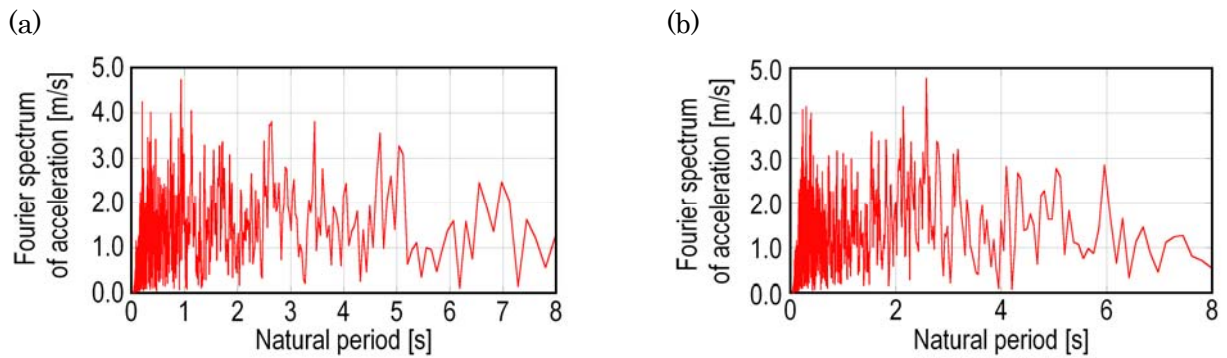 (a)
Fourier spectrum
of acceleration [m/s]
5.0
4.0
3.0
2.0
1.0
0.0
0 1 2 3 4 5 6 7 8
Natural period [s]
(b)
Fourier spectrum
of acceleration [m/s]
5.0
4.0
3.0
2.0
1.0
0.0
0 2 4 6 8
Natural period [s]